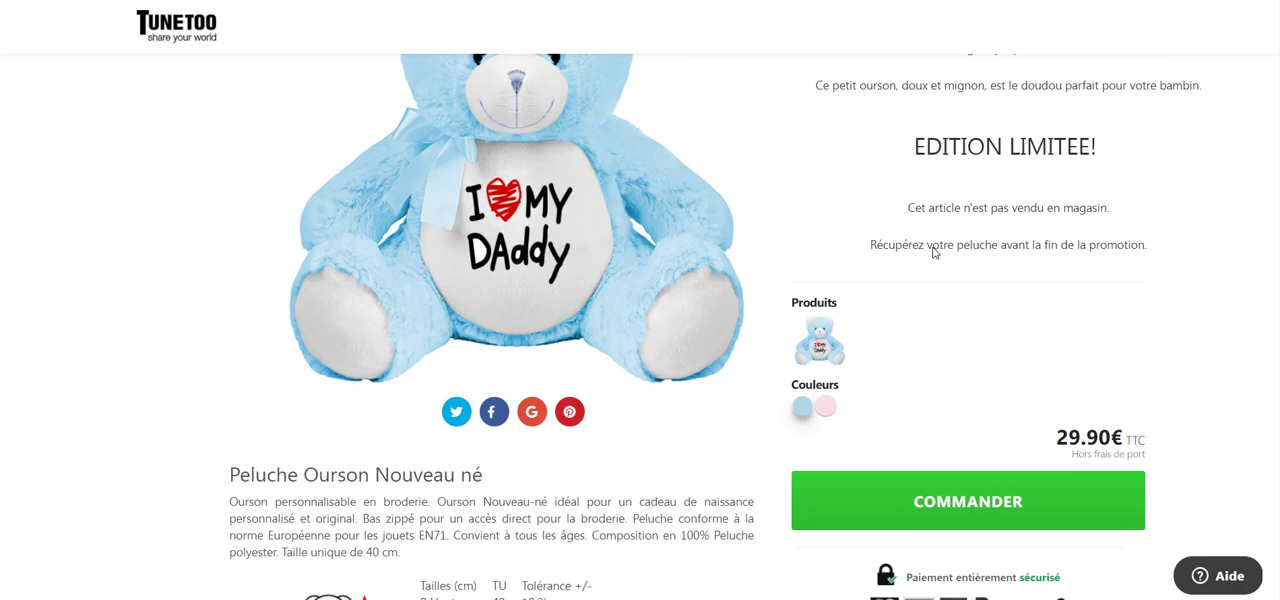 TUNETOO
share your world
Ce petit ourson, doux et mignon, est le doudou parfait pour votre bambin.
EDITION LIMITEE!
Cet article n'est pas vendu en magasin.
Récupérez votre peluche avant la fin de la promotion.
I MY
DAddy
Produits
I MY
DAddy
Couleurs
29.90€ TTC
Hors frais de port
COMMANDER
Peluche Ourson Nouveau né
Ourson personnalisable en broderie. Ourson Nouveau-né idéal pour un cadeau de naissance
personnalisé et original. Bas zippé pour un accès direct pour la broderie. Peluche conforme à la
norme Européenne pour les jouets EN71. Convient à tous les âges. Composition en 100% Peluche
polyester. Taille unique de 40 cm.
Tailles (cm) TU Tolérance +/-
Paiement entièrement sécurisé
? Aide